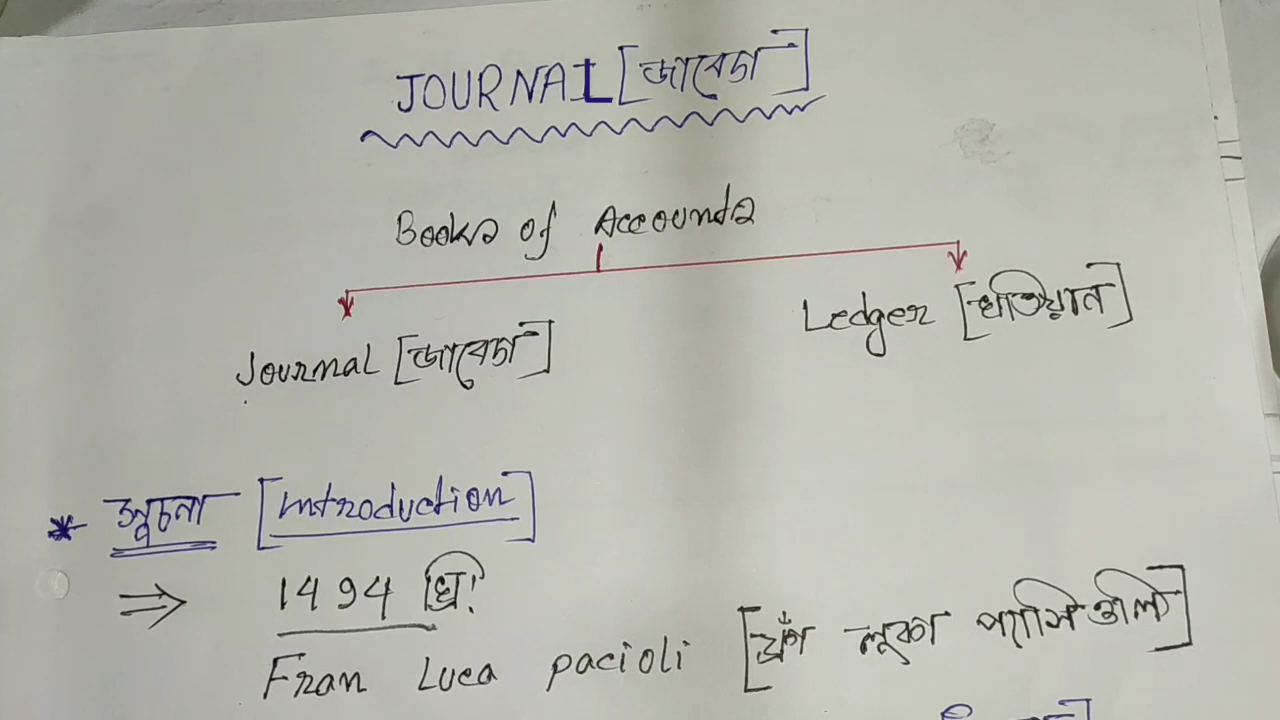 JOURNAL [জাবেদা]
Books of Accounts
Journal [জাবেদা]
Ledger [খতিয়ান]
* সূচনা [Introduction]
⇒ 1494 খ্রি:
Fran Luca pacioli [ফ্রাঁ লুকা প্যাসিওলি]